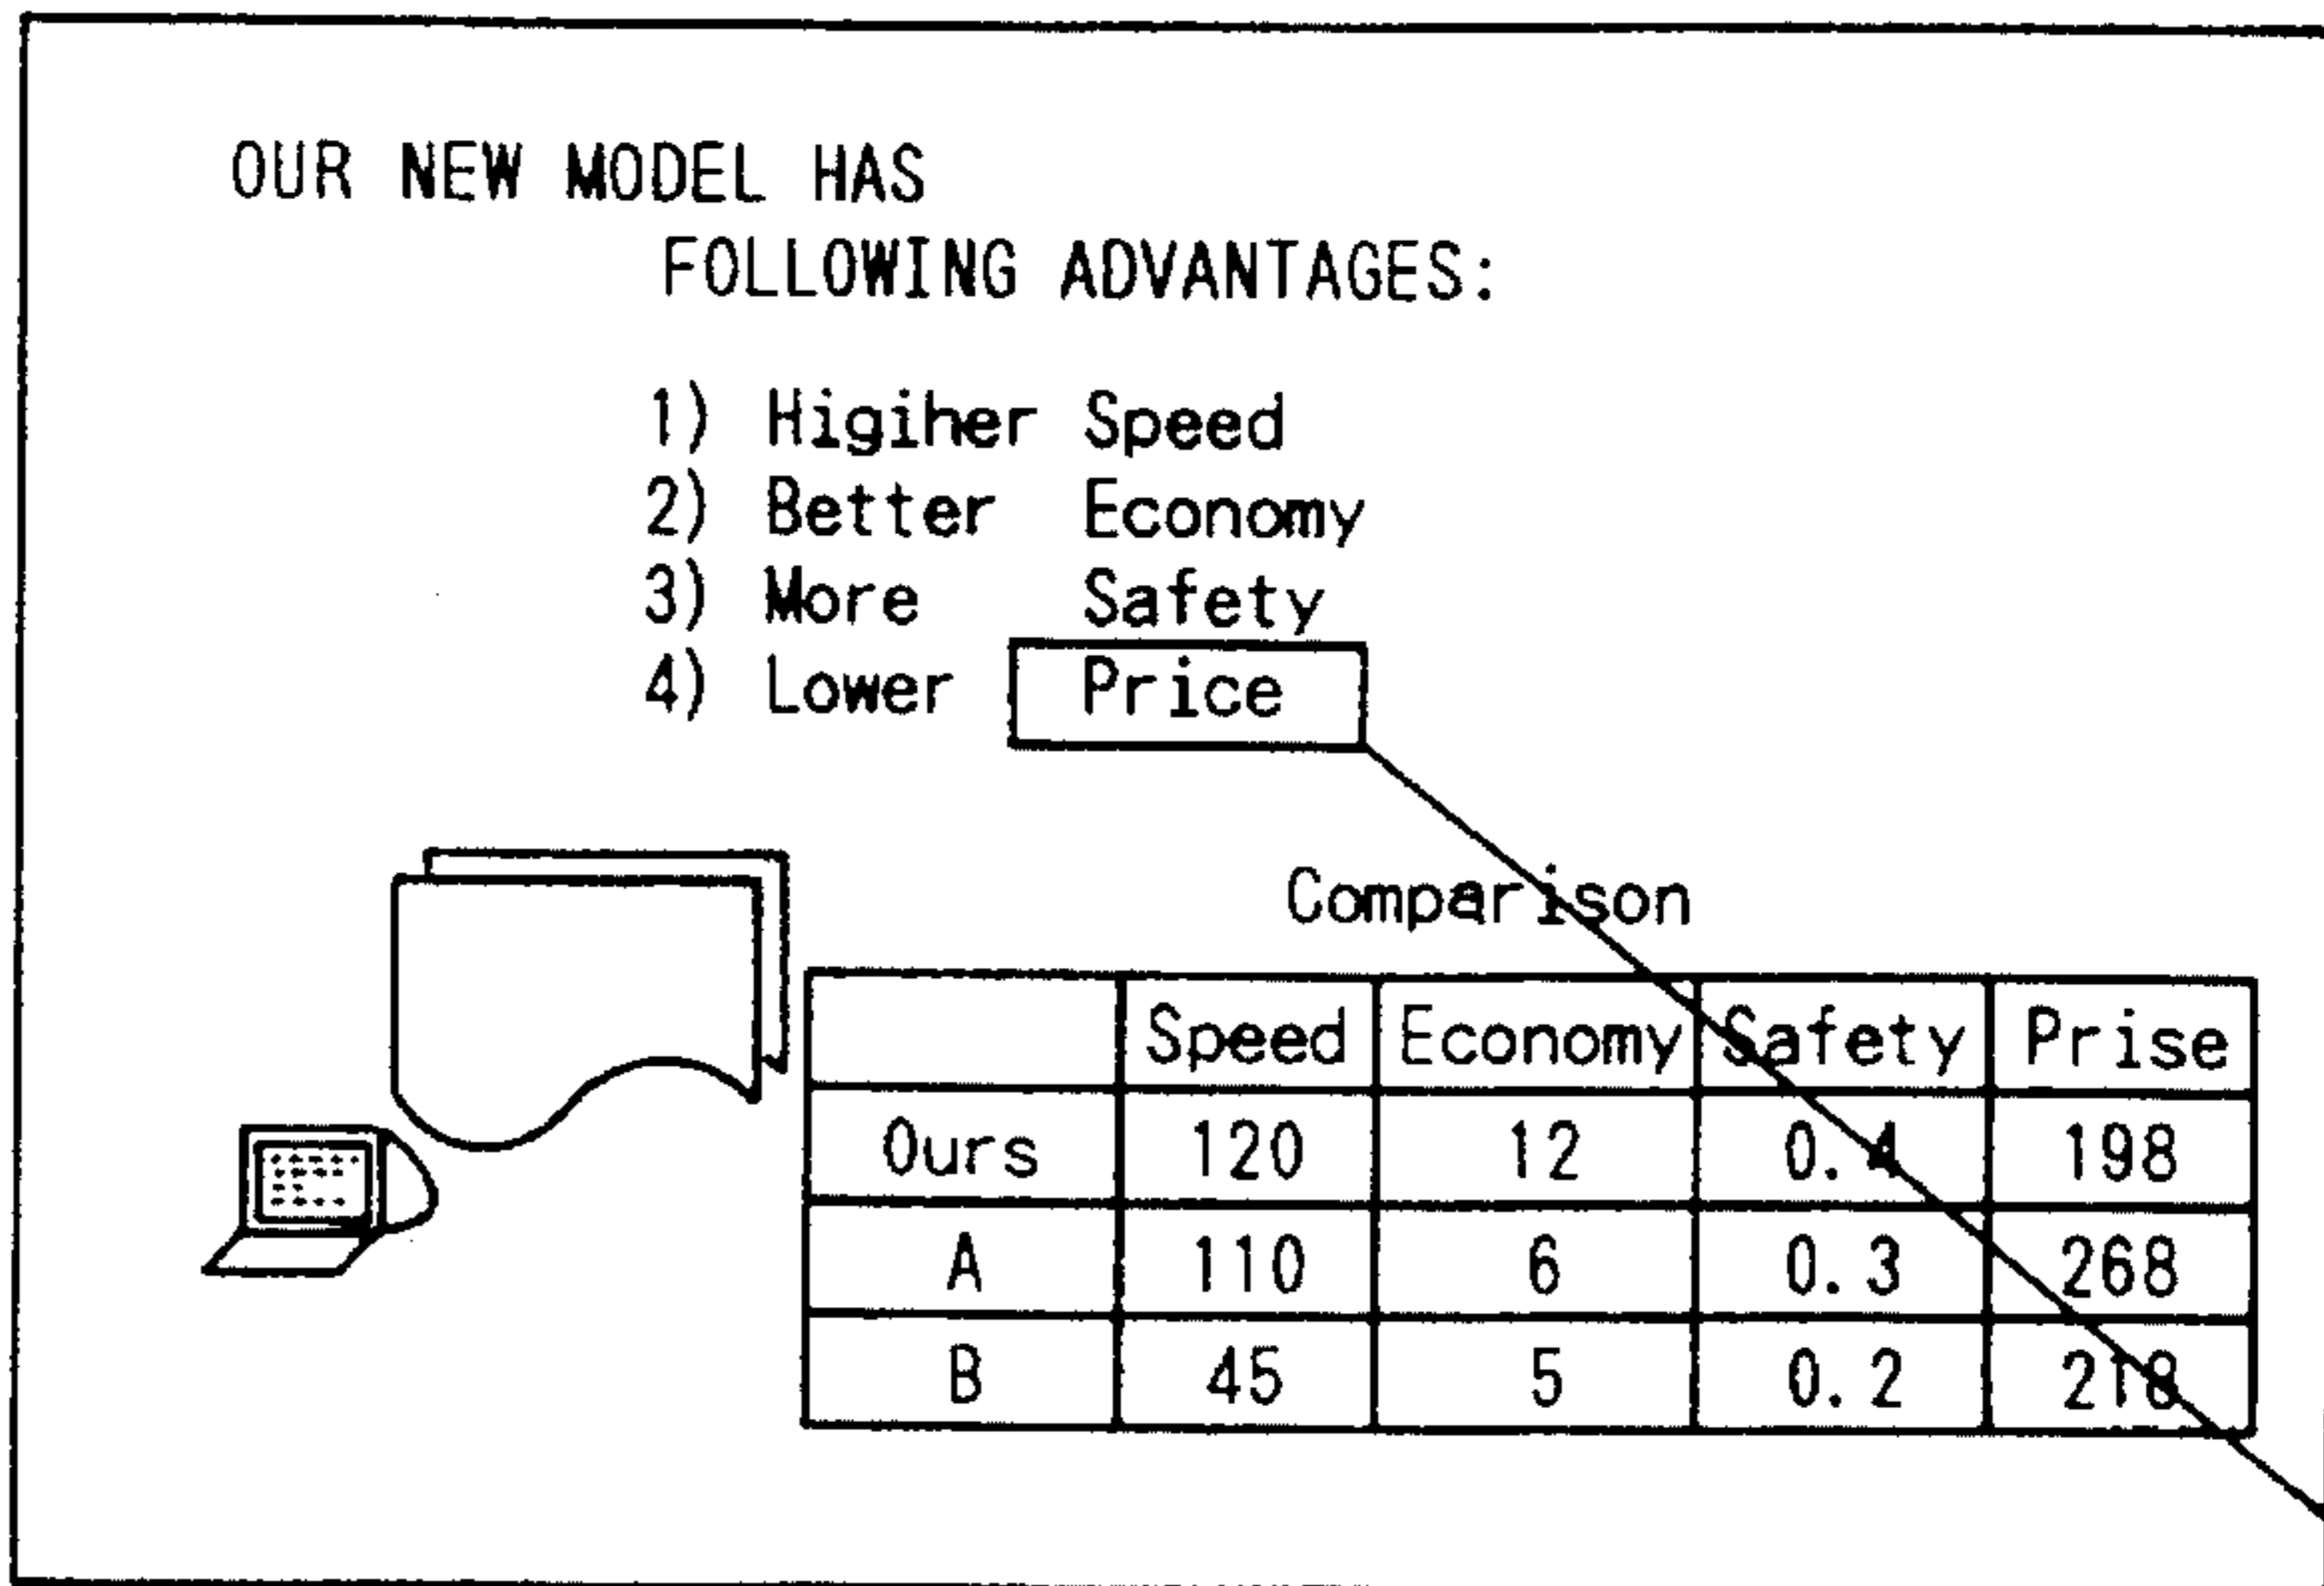 OUR NEW MODEL HAS
FOLLOWING ADVANTAGES:
1) Higiher Speed
2) Better Economy
3) More Safety
4) Lower Price
Comparison
Speed Economy Safety Prise
Ours 120 12 0.4 198
A 110 6 0.3 268
B 45 5 0.2 218